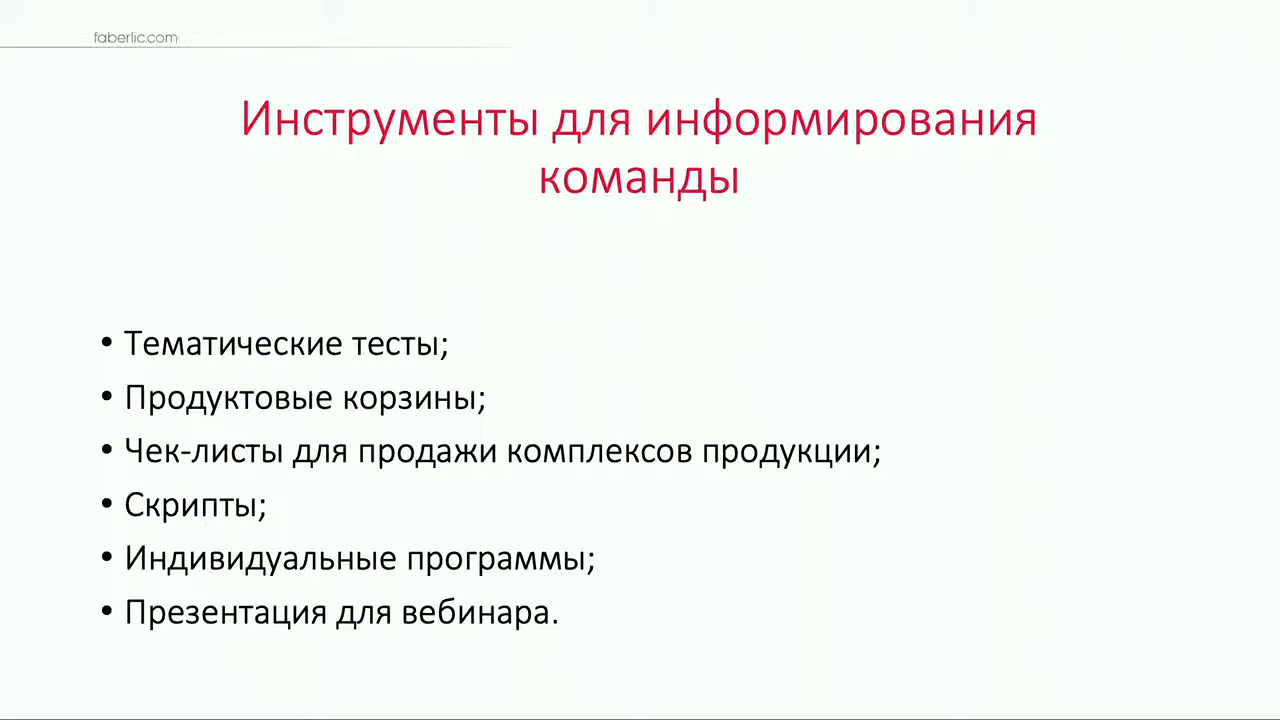 faberlic.com
Инструменты для информирования
команды
• Тематические тесты;
• Продуктовые корзины;
• Чек-листы для продажи комплексов продукции;
• Скрипты;
• Индивидуальные программы;
• Презентация для вебинара.